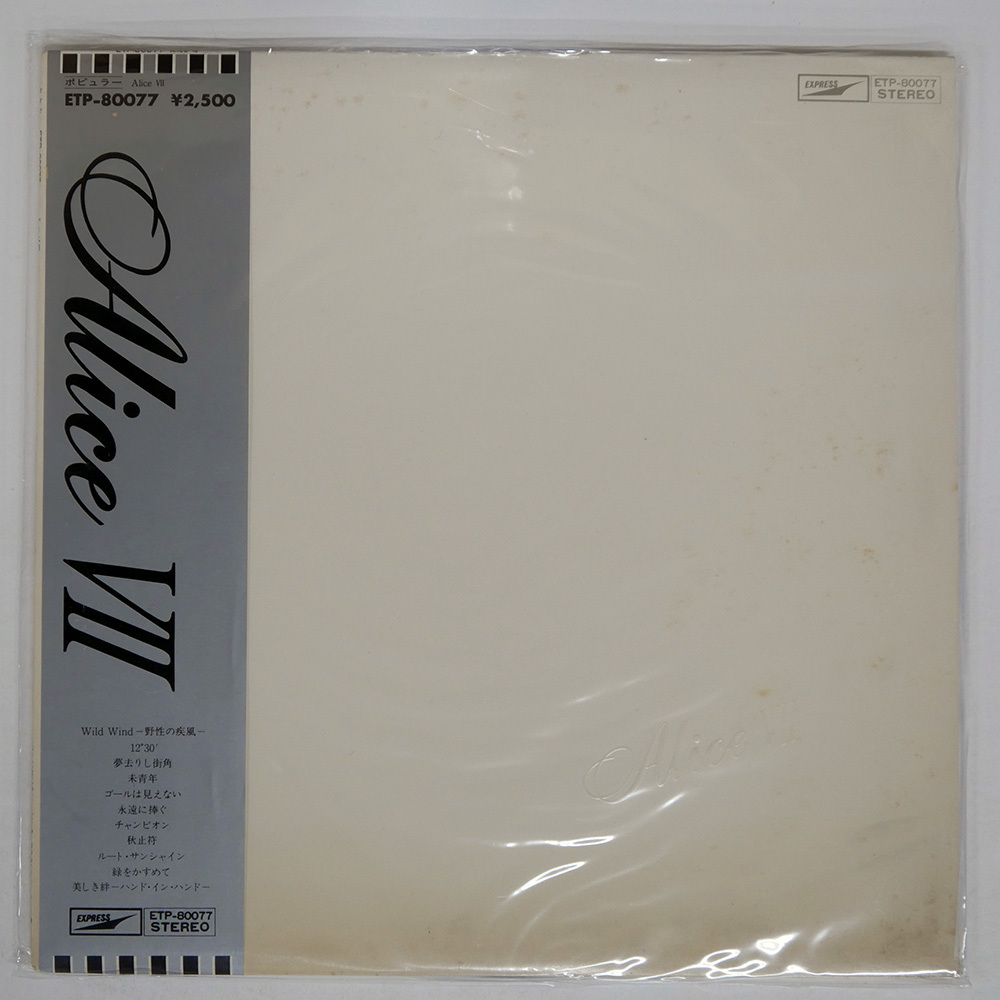 ポピュラー Alice VII
ETP-80077 ¥2,500
Alice VII
Wild Wind－野性の疾風－
12°30'
夢去りし街角
未青年
ゴールは見えない
永遠に捧ぐ
チャンピオン
秋止符
ルート・サンシャイン
緑をかすめて
美しき絆－ハンド・イン・ハンド－
EXPRESS
ETP-80077
STEREO
EXPRESS
ETP-80077
STEREO
Alice VII